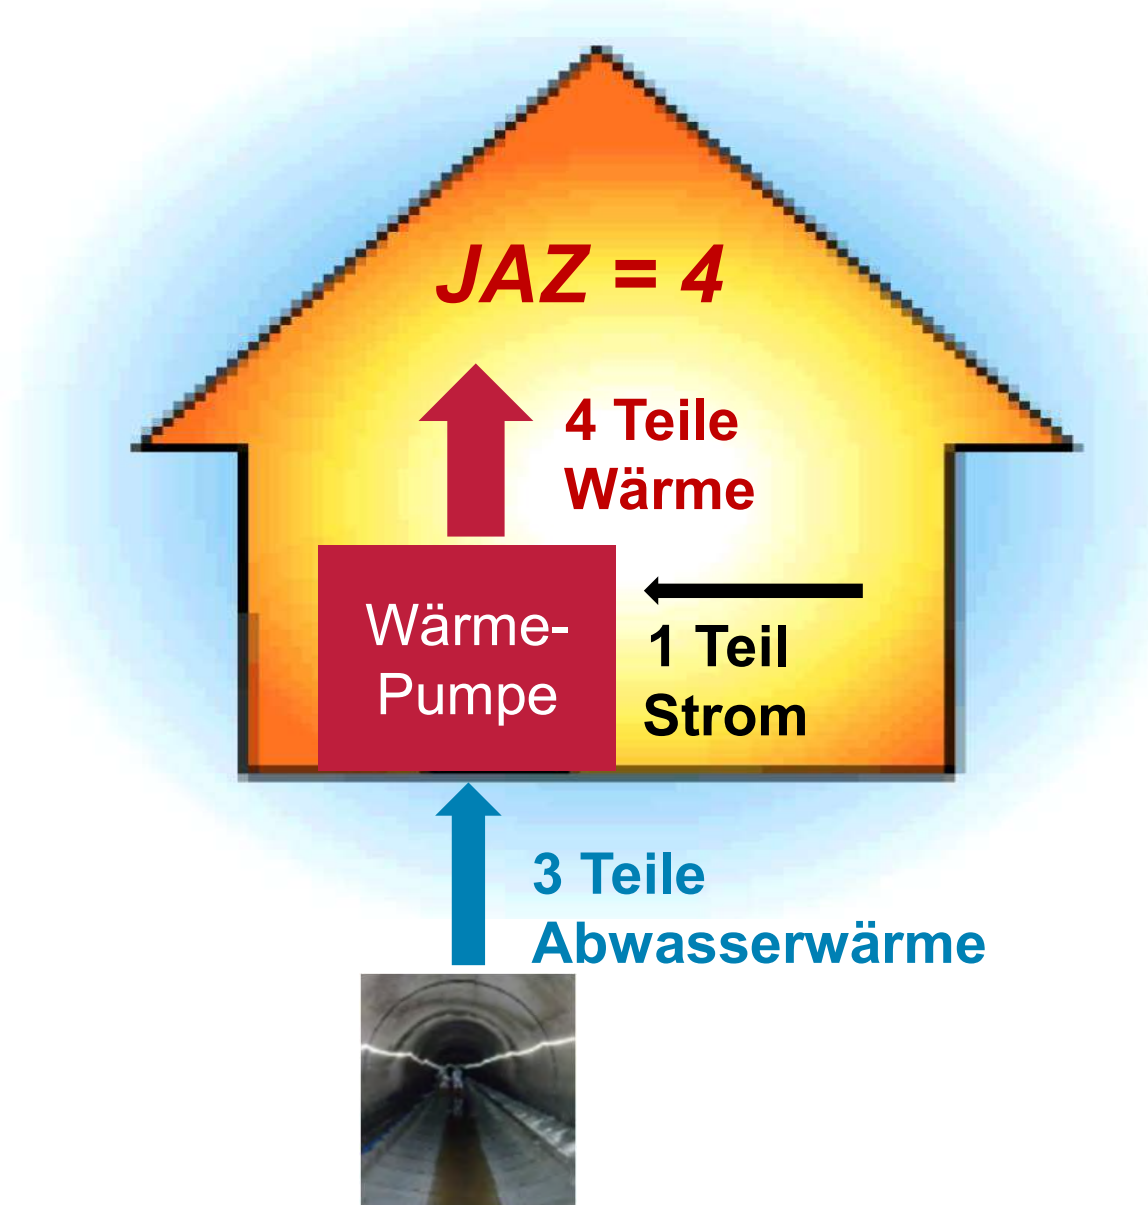 JAZ = 4
4 Teile
Wärme
Wärme-
Pumpe
1 Teil
Strom
3 Teile
Abwasserwärme